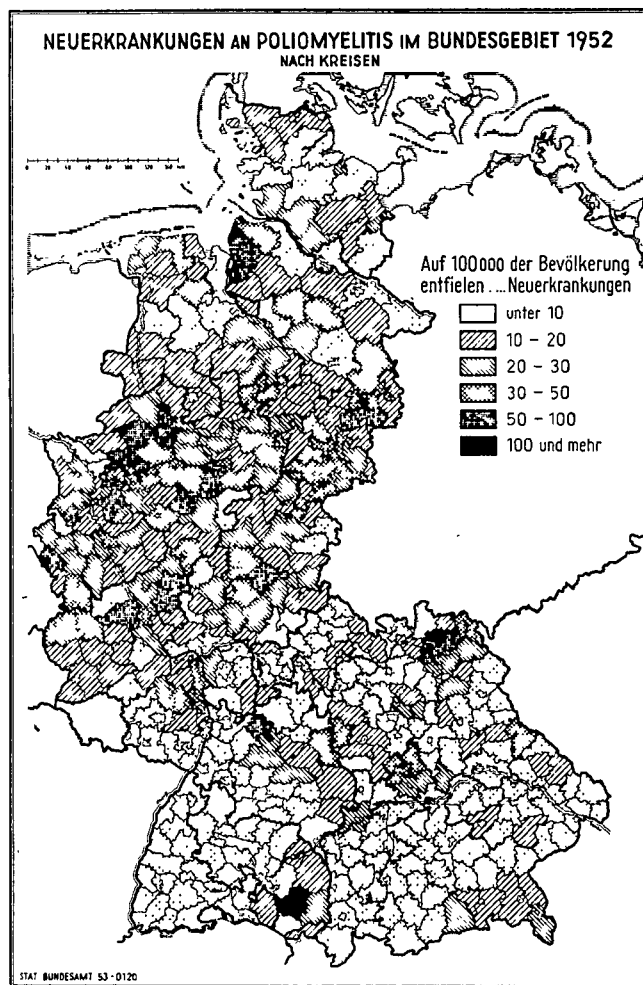 NEUERKRANKUNGEN AN POLIOMYELITIS IM BUNDESGEBIET 1952
NACH KREISEN
Auf 100000 der Bevölkerung
entfielen .... Neuerkrankungen
unter 10
10 - 20
20 - 30
30 - 50
50 - 100
100 und mehr
STAT BUNDESAMT 53-0120